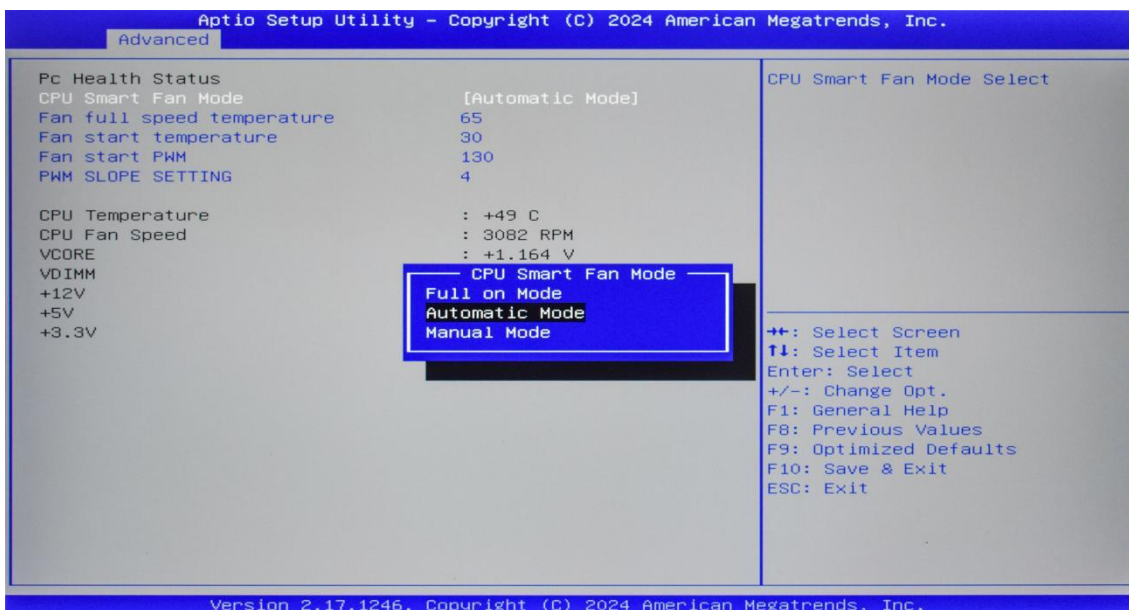 Aptio Setup Utility – Copyright (C) 2024 American Megatrends, Inc.
Advanced
Pc Health Status
CPU Smart Fan Mode [Automatic Mode]
Fan full speed temperature 65
Fan start temperature 30
Fan start PWM 130
PWM SLOPE SETTING 4
CPU Temperature : +49 C
CPU Fan Speed : 3082 RPM
VCORE : +1.164 V
VDIMM
+12V
+5V
+3.3V
CPU Smart Fan Mode
Full on Mode
Automatic Mode
Manual Mode
CPU Smart Fan Mode Select
→←: Select Screen
↑↓: Select Item
Enter: Select
+/-: Change Opt.
F1: General Help
F8: Previous Values
F9: Optimized Defaults
F10: Save & Exit
ESC: Exit
Version 2.17.1246. Copyright (C) 2024 American Megatrends, Inc.